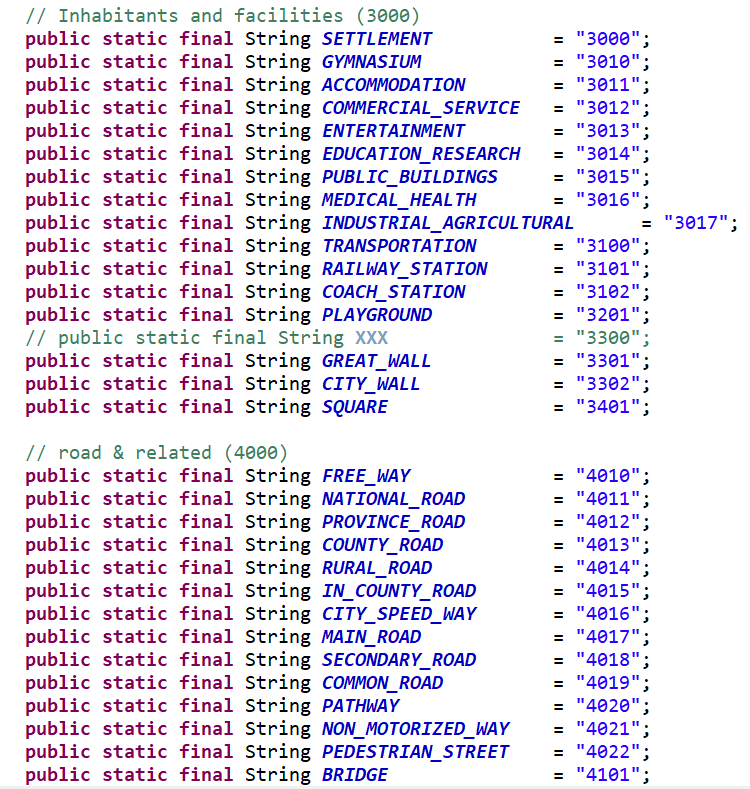 // Inhabitants and facilities (3000)
public static final String SETTLEMENT = "3000";
public static final String GYMNASIUM = "3010";
public static final String ACCOMMODATION = "3011";
public static final String COMMERCIAL_SERVICE = "3012";
public static final String ENTERTAINMENT = "3013";
public static final String EDUCATION_RESEARCH = "3014";
public static final String PUBLIC_BUILDINGS = "3015";
public static final String MEDICAL_HEALTH = "3016";
public static final String INDUSTRIAL_AGRICULTURAL = "3017";
public static final String TRANSPORTATION = "3100";
public static final String RAILWAY_STATION = "3101";
public static final String COACH_STATION = "3102";
public static final String PLAYGROUND = "3201";
// public static final String XXX = "3300";
public static final String GREAT_WALL = "3301";
public static final String CITY_WALL = "3302";
public static final String SQUARE = "3401";
// road & related (4000)
public static final String FREE_WAY = "4010";
public static final String NATIONAL_ROAD = "4011";
public static final String PROVINCE_ROAD = "4012";
public static final String COUNTY_ROAD = "4013";
public static final String RURAL_ROAD = "4014";
public static final String IN_COUNTY_ROAD = "4015";
public static final String CITY_SPEED_WAY = "4016";
public static final String MAIN_ROAD = "4017";
public static final String SECONDARY_ROAD = "4018";
public static final String COMMON_ROAD = "4019";
public static final String PATHWAY = "4020";
public static final String NON_MOTORIZED_WAY = "4021";
public static final String PEDESTRIAN_STREET = "4022";
public static final String BRIDGE = "4101";